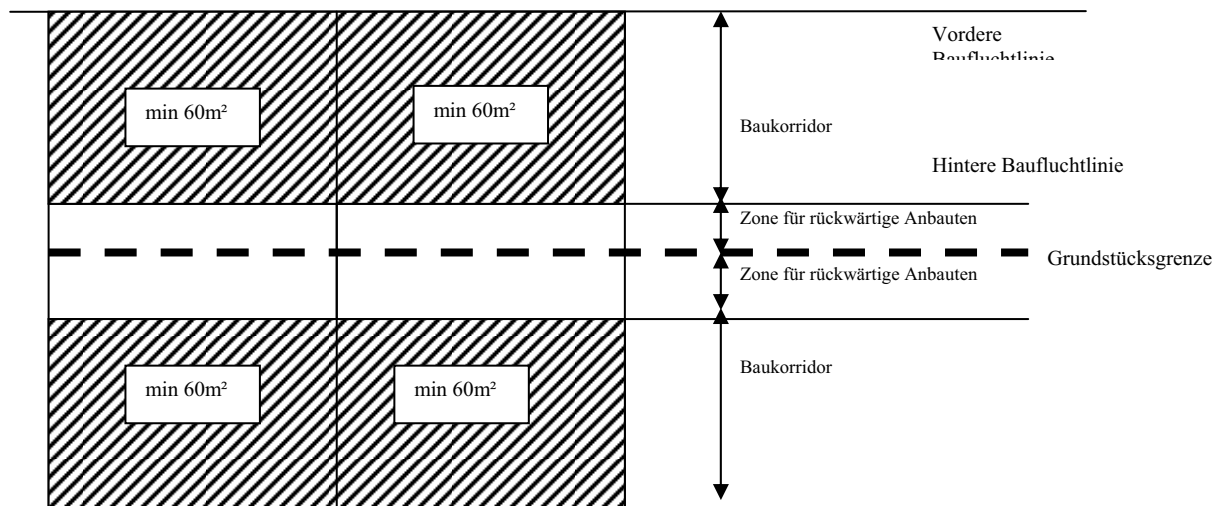 Vordere
Baufluchtlinie
min 60m²
min 60m²
Baukorridor
Hintere Baufluchtlinie
Zone für rückwärtige Anbauten
Grundstücksgrenze
Zone für rückwärtige Anbauten
min 60m²
min 60m²
Baukorridor